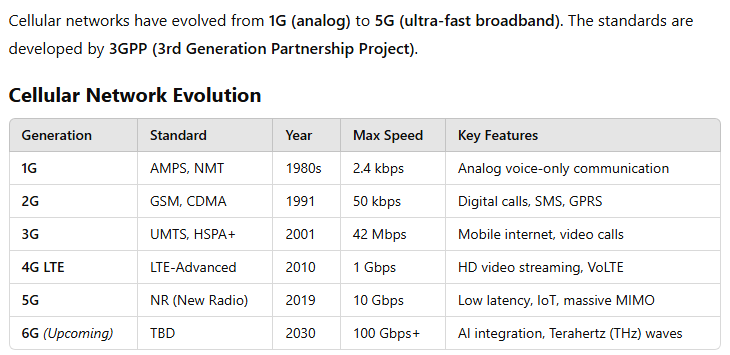 Cellular networks have evolved from 1G (analog) to 5G (ultra-fast broadband). The standards are
developed by 3GPP (3rd Generation Partnership Project).
Cellular Network Evolution
Generation Standard Year Max Speed Key Features
1G AMPS, NMT 1980s 2.4 kbps Analog voice-only communication
2G GSM, CDMA 1991 50 kbps Digital calls, SMS, GPRS
3G UMTS, HSPA+ 2001 42 Mbps Mobile internet, video calls
4G LTE LTE-Advanced 2010 1 Gbps HD video streaming, VoLTE
5G NR (New Radio) 2019 10 Gbps Low latency, IoT, massive MIMO
6G (Upcoming) TBD 2030 100 Gbps+ AI integration, Terahertz (THz) waves